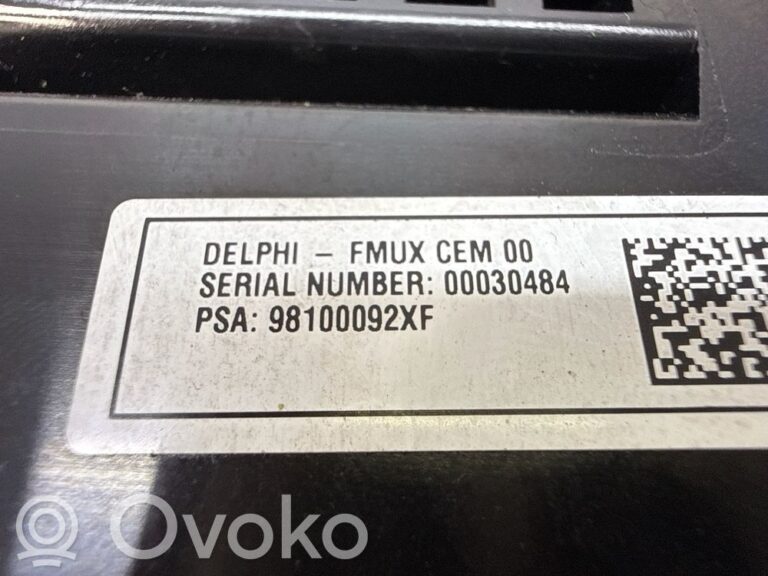 DELPHI - FMUX CEM 00
SERIAL NUMBER: 00030484
PSA: 98100092XF
Ovoko